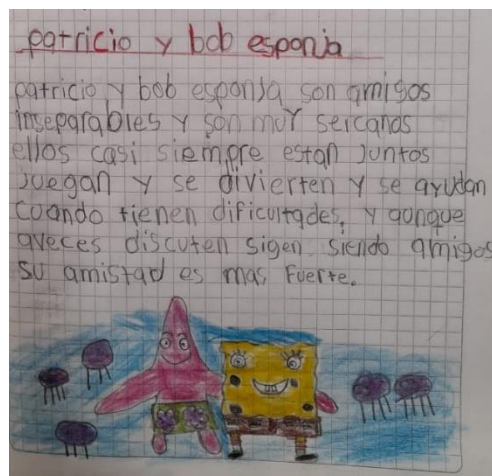 patricio y bob esponja
patricio y bob esponja son amigos
inseparables y son muy sercanos
ellos casi siempre estan juntos
juegan y se divierten y se ayudan
cuando tienen dificultades, y aunque
aveces discuten sigen siendo amigos
su amistad es mas fuerte.